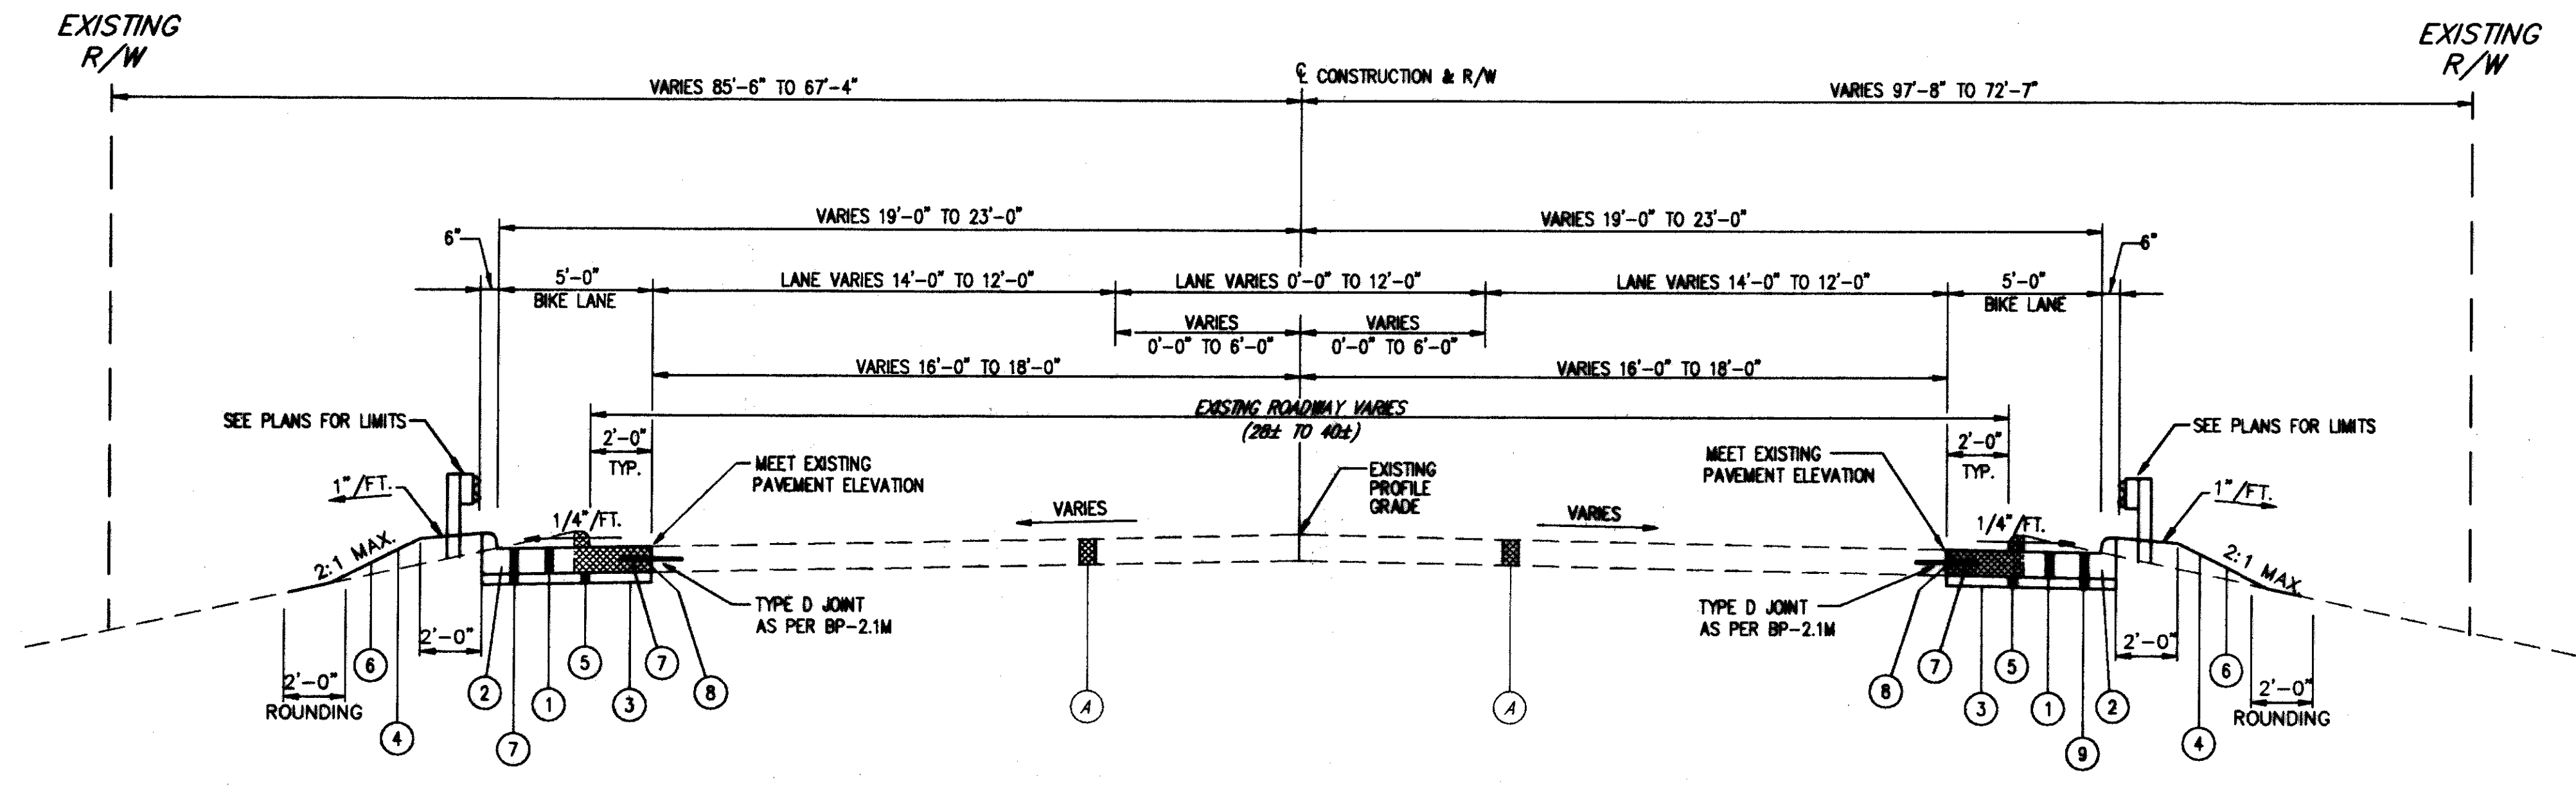 EXISTING
R/W
EXISTING
R/W
℄ CONSTRUCTION & R/W
VARIES 85'-6" TO 67'-4"
VARIES 97'-8" TO 72'-7"
VARIES 19'-0" TO 23'-0"
VARIES 19'-0" TO 23'-0"
6"
6"
5'-0"
BIKE LANE
LANE VARIES 14'-0" TO 12'-0"
LANE VARIES 0'-0" TO 12'-0"
LANE VARIES 14'-0" TO 12'-0"
5'-0"
BIKE LANE
VARIES
0'-0" TO 6'-0"
VARIES
0'-0" TO 6'-0"
VARIES 16'-0" TO 18'-0"
VARIES 16'-0" TO 18'-0"
EXISTNG ROADWAY VARIES
(28± TO 40±)
SEE PLANS FOR LIMITS
2'-0"
TYP.
MEET EXISTING
PAVEMENT ELEVATION
EXISTING
PROFILE
GRADE
MEET EXISTING
PAVEMENT ELEVATION
2'-0"
TYP.
SEE PLANS FOR LIMITS
1"/FT.
1/4"/FT.
VARIES
VARIES
1/4"/FT.
1"/FT.
2:1 MAX.
2:1 MAX.
TYPE D JOINT
AS PER BP-2.1M
TYPE D JOINT
AS PER BP-2.1M
2'-0"
2'-0"
2'-0"
ROUNDING
2'-0"
ROUNDING
6
4
2
7
1
5
3
7
8
A
A
8
7
3
5
1
9
2
4
6